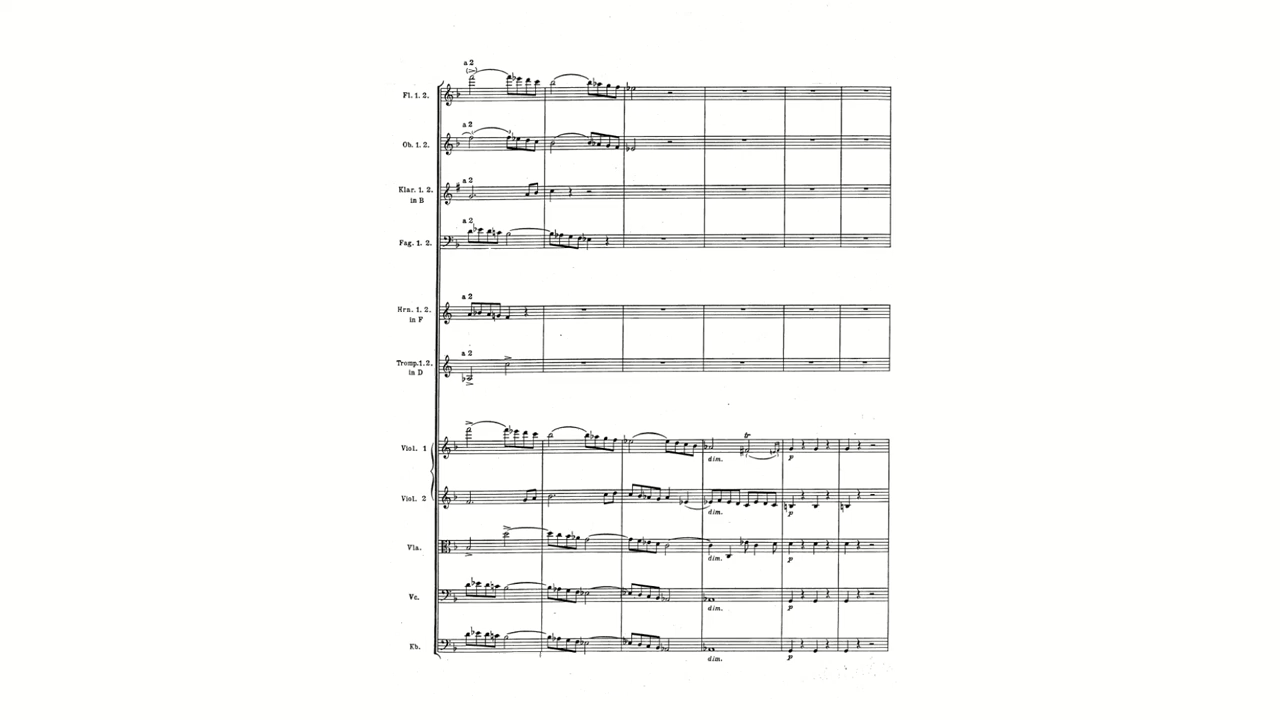 a 2
(>)
Fl. 1. 2.
a 2
Ob. 1. 2.
a 2
Klar. 1. 2.
in B
a 2
Fag. 1. 2.
a 2
Hrn. 1. 2.
in F
a 2
Tromp. 1. 2.
in D
tr
Viol. 1
dim. p
Viol. 2
dim. p
Vla.
dim. p
Vc.
dim. p
Kb.
dim. p